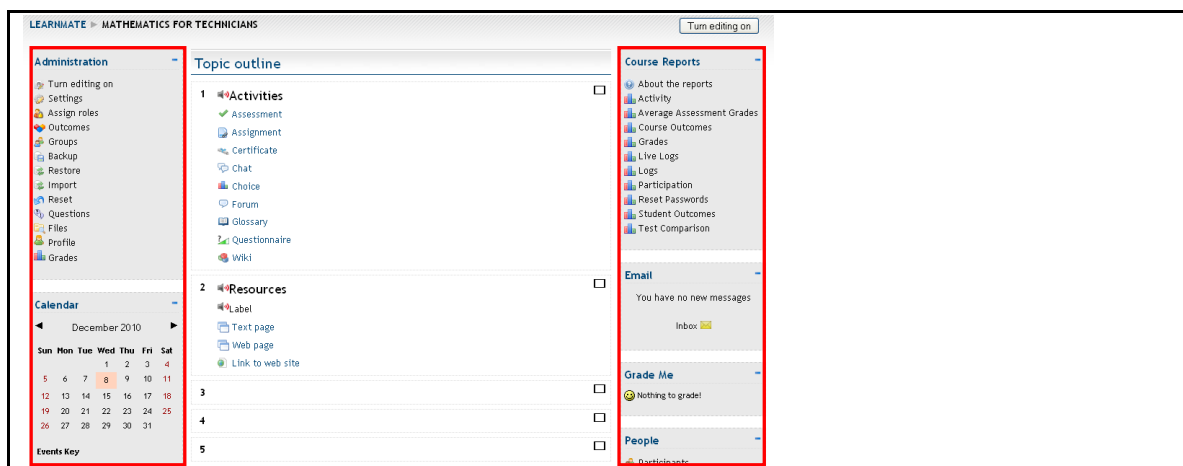 LEARNMATE ► MATHEMATICS FOR TECHNICIANS
Turn editing on
Administration
Turn editing on
Settings
Assign roles
Outcomes
Groups
Backup
Restore
Import
Reset
Questions
Files
Profile
Grades
Calendar
December 2010
Sun Mon Tue Wed Thu Fri Sat
1 2 3 4
5 6 7 8 9 10 11
12 13 14 15 16 17 18
19 20 21 22 23 24 25
26 27 28 29 30 31
Events Key
Topic outline
1 Activities
Assessment
Assignment
Certificate
Chat
Choice
Forum
Glossary
Questionnaire
Wiki
2 Resources
Label
Text page
Web page
Link to web site
3
4
5
Course Reports
About the reports
Activity
Average Assessment Grades
Course Outcomes
Grades
Live Logs
Logs
Participation
Reset Passwords
Student Outcomes
Test Comparison
Email
You have no new messages
Inbox
Grade Me
Nothing to grade!
People
Participants